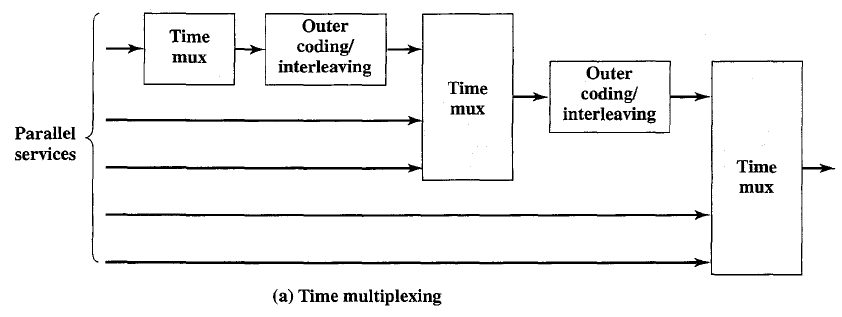 Time
mux
Outer
coding/
interleaving
Time
mux
Outer
coding/
interleaving
Parallel
services
Time
mux
(a) Time multiplexing